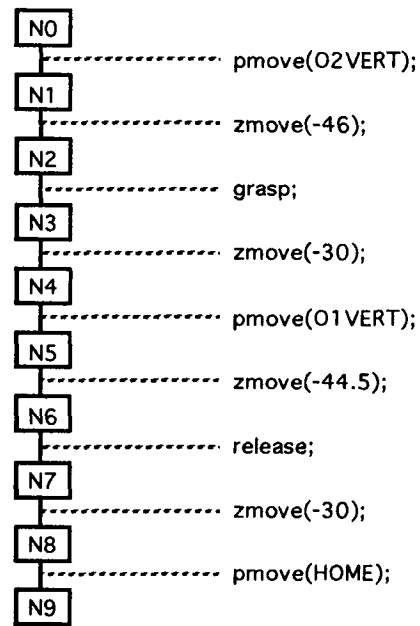 N0
pmove(O2VERT);
N1
zmove(-46);
N2
grasp;
N3
zmove(-30);
N4
pmove(O1VERT);
N5
zmove(-44.5);
N6
release;
N7
zmove(-30);
N8
pmove(HOME);
N9